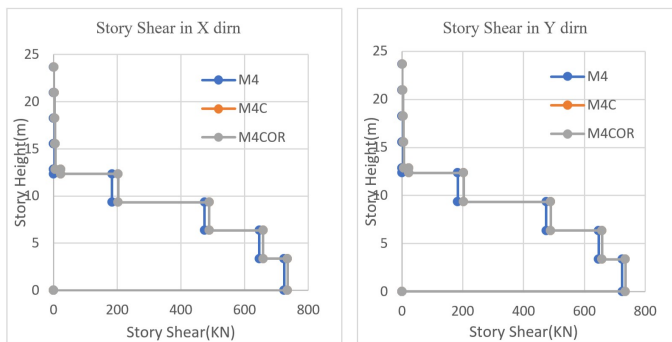 Story Shear in X dirn
25
20
15
10
5
0
Story Height(m)
M4
M4C
M4COR
0 200 400 600 800
Story Shear(KN)
Story Shear in Y dirn
25
20
15
10
5
0
Story Height(m)
M4
M4C
M4COR
0 200 400 600 800
Story Shear(KN)